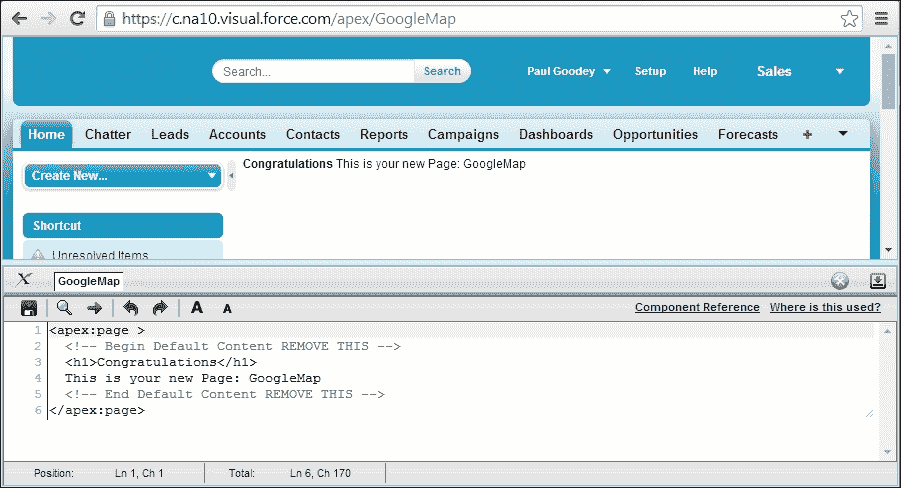 https://c.na10.visual.force.com/apex/GoogleMap
Search... Search Paul Goodey Setup Help Sales
Home Chatter Leads Accounts Contacts Reports Campaigns Dashboards Opportunities Forecasts +
Create New... Congratulations This is your new Page: GoogleMap
Shortcut
Unresolved Items
X GoogleMap
A A Component Reference Where is this used?
1 <apex:page >
2 <!-- Begin Default Content REMOVE THIS -->
3 <h1>Congratulations</h1>
4 This is your new Page: GoogleMap
5 <!-- End Default Content REMOVE THIS -->
6 </apex:page>
Position: Ln 1, Ch 1 Total: Ln 6, Ch 170